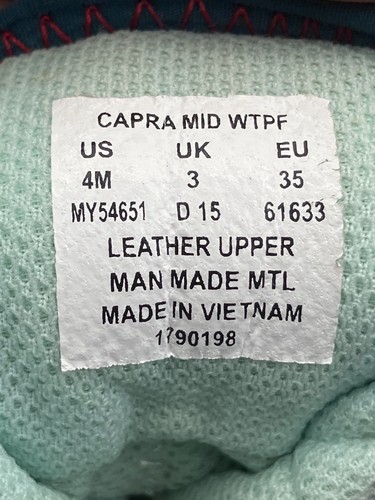 CAPRA MID WTPF
US UK EU
4M 3 35
MY54651 D 15 61633
LEATHER UPPER
MAN MADE MTL
MADE IN VIETNAM
1790198